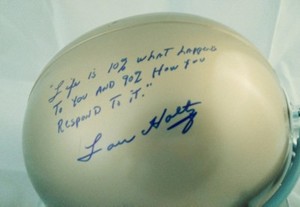 "Life is 10% what happens
To you AND 90% How you
Respond To it."
Lou Holtz